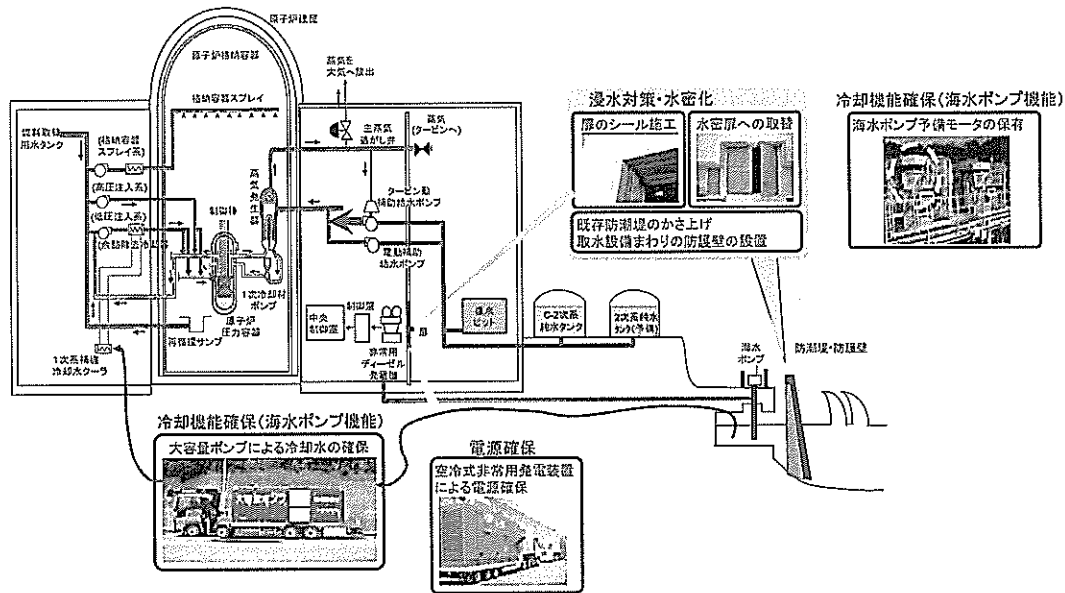 原子炉建屋
原子炉格納容器
格納容器スプレイ
燃料取替
用水タンク
(格納容器
スプレイ系)
(高圧注入系)
(低圧注入系)
(余熱除去冷却器)
制御棒
蒸気発生器
1次冷却材
ポンプ
原子炉
圧力容器
再循環サンプ
1次系補機
冷却水クーラ
蒸気を
大気へ放出
主蒸気
逃がし弁
蒸気
(タービンへ)
タービン動
補助給水ポンプ
電動補助
給水ポンプ
中央
制御室
制御盤
非常用
ディーゼル
発電機
扉
復水
ピット
C-2次系
純水タンク
2次系純水
タンク(予備)
海水
ポンプ
防潮堤・防護壁
浸水対策・水密化
扉のシール施工
水密扉への取替
既存防潮堤のかさ上げ
取水設備まわりの防護壁の設置
冷却機能確保(海水ポンプ機能)
海水ポンプ予備モータの保有
冷却機能確保(海水ポンプ機能)
大容量ポンプによる冷却水の確保
電源確保
空冷式非常用発電装置
による電源確保